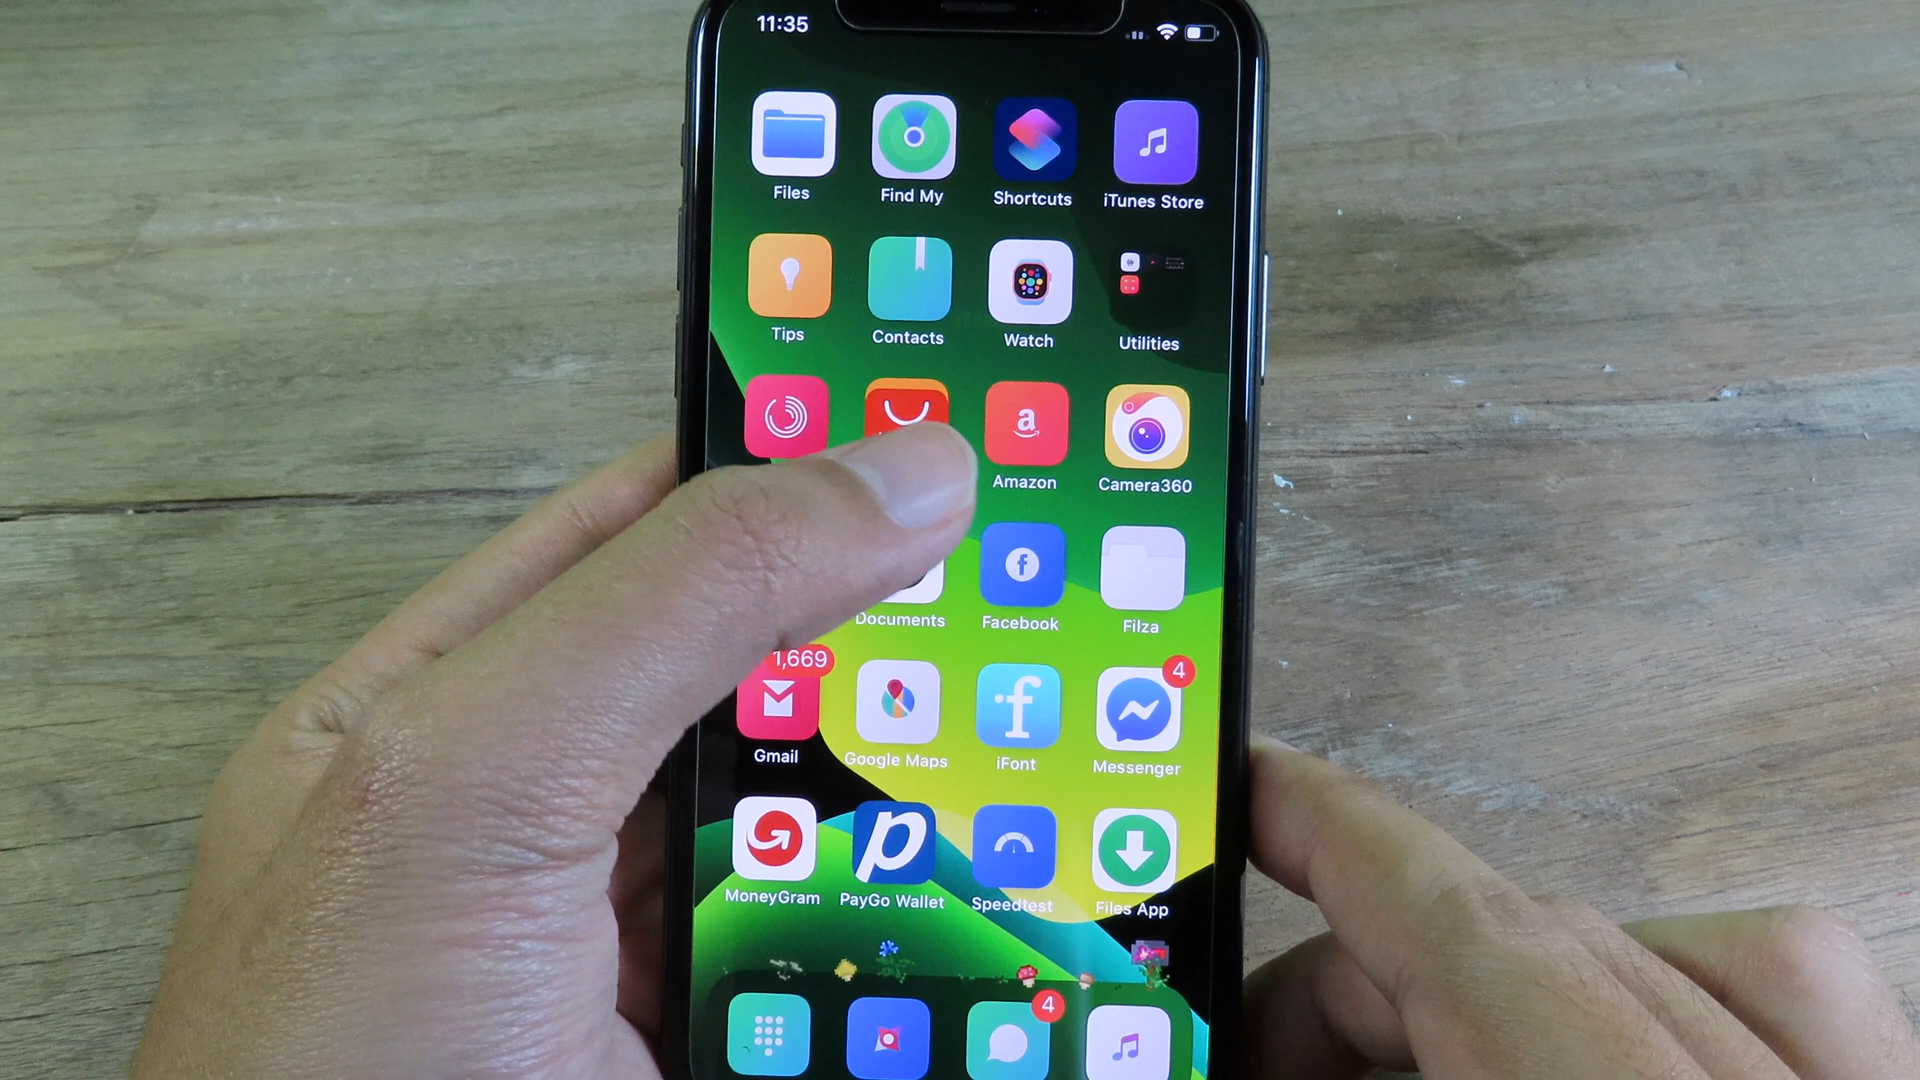 11:35
Files Find My Shortcuts iTunes Store
Tips Contacts Watch Utilities
a
Amazon Camera360
f
Documents Facebook Filza
1,669 4
f
Gmail Google Maps iFont Messenger
p
MoneyGram PayGo Wallet Speedtest Files App
4